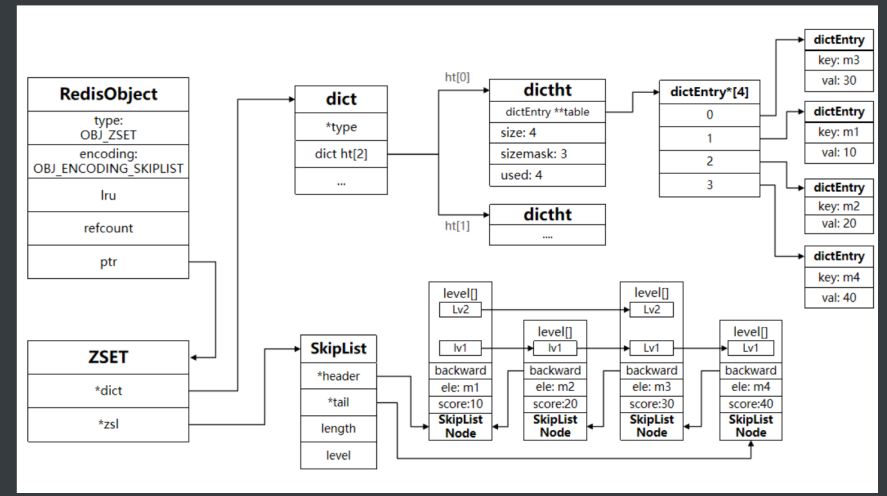 RedisObject
type:
OBJ_ZSET
encoding:
OBJ_ENCODING_SKIPLIST
lru
refcount
ptr
ZSET
*dict
*zsl
dict
*type
dict ht[2]
...
ht[0]
ht[1]
dictht
dictEntry **table
size: 4
sizemask: 3
used: 4
dictht
....
dictEntry*[4]
0
1
2
3
dictEntry
key: m3
val: 30
dictEntry
key: m1
val: 10
dictEntry
key: m2
val: 20
dictEntry
key: m4
val: 40
SkipList
*header
*tail
length
level
level[]
Lv2
lv1
backward
ele: m1
score:10
SkipList
Node
level[]
lv1
backward
ele: m2
score:20
SkipList
Node
level[]
Lv2
Lv1
backward
ele: m3
score:30
SkipList
Node
level[]
Lv1
backward
ele: m4
score:40
SkipList
Node